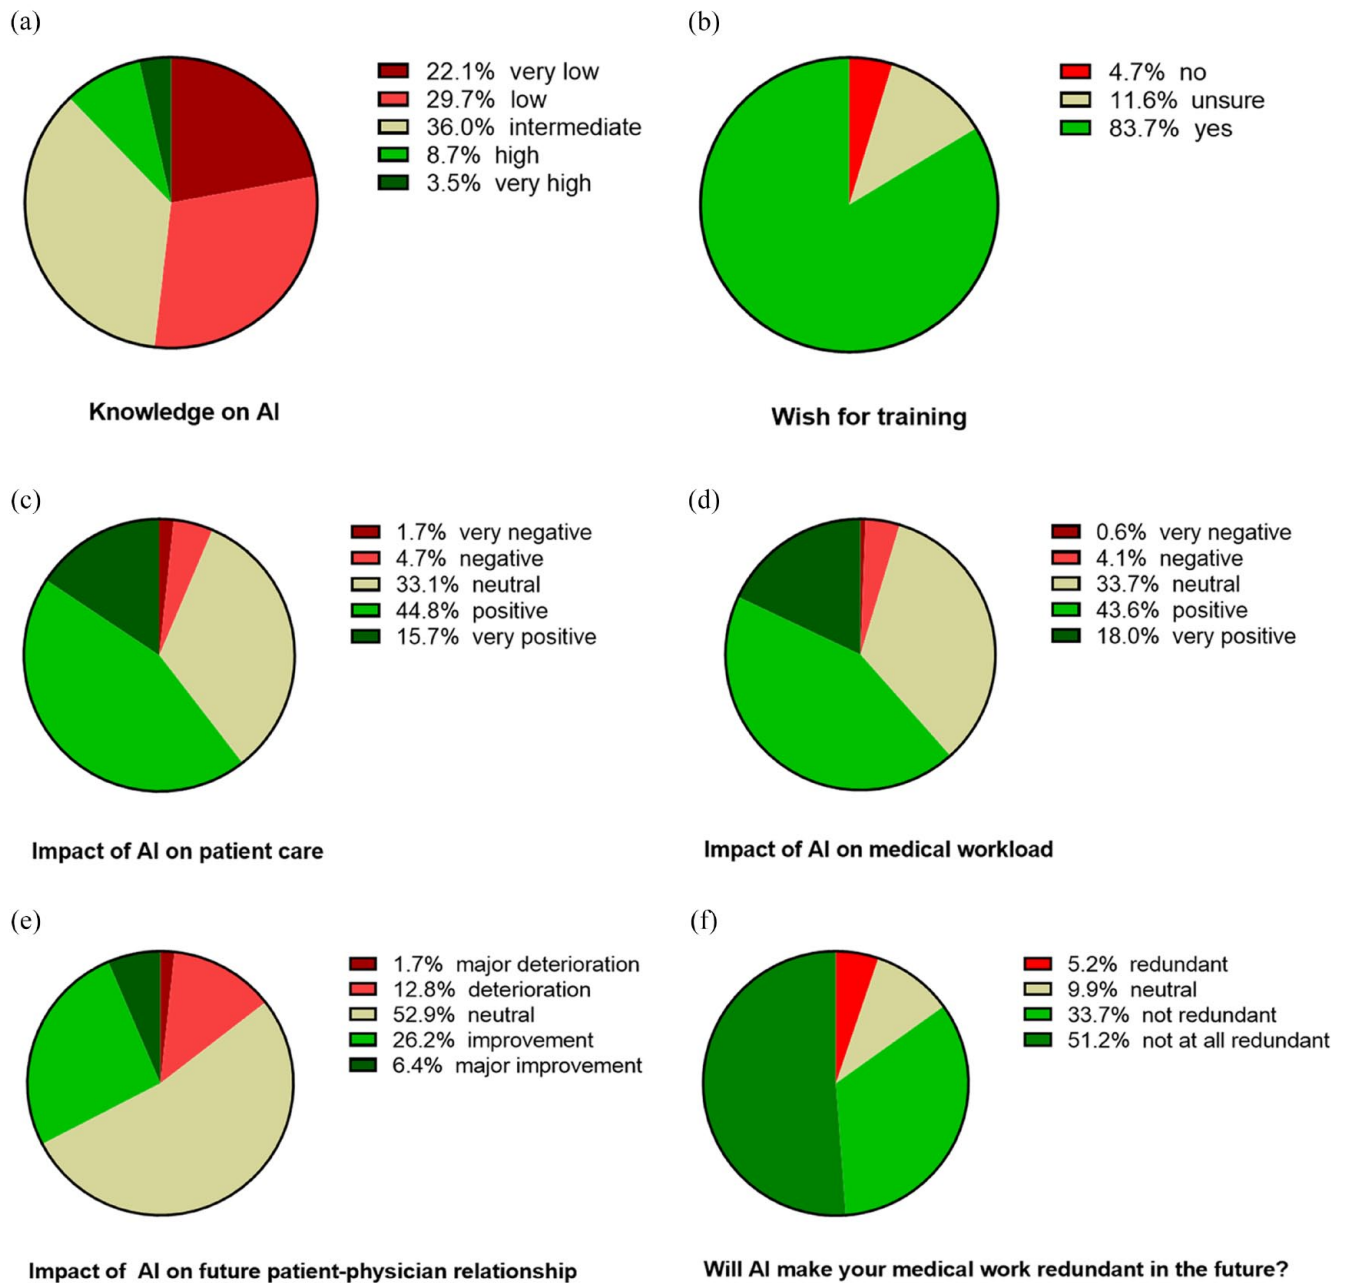 (a)
22.1% very low
29.7% low
36.0% intermediate
8.7% high
3.5% very high
Knowledge on AI
(b)
4.7% no
11.6% unsure
83.7% yes
Wish for training
(c)
1.7% very negative
4.7% negative
33.1% neutral
44.8% positive
15.7% very positive
Impact of AI on patient care
(d)
0.6% very negative
4.1% negative
33.7% neutral
43.6% positive
18.0% very positive
Impact of AI on medical workload
(e)
1.7% major deterioration
12.8% deterioration
52.9% neutral
26.2% improvement
6.4% major improvement
Impact of AI on future patient-physician relationship
(f)
5.2% redundant
9.9% neutral
33.7% not redundant
51.2% not at all redundant
Will AI make your medical work redundant in the future?